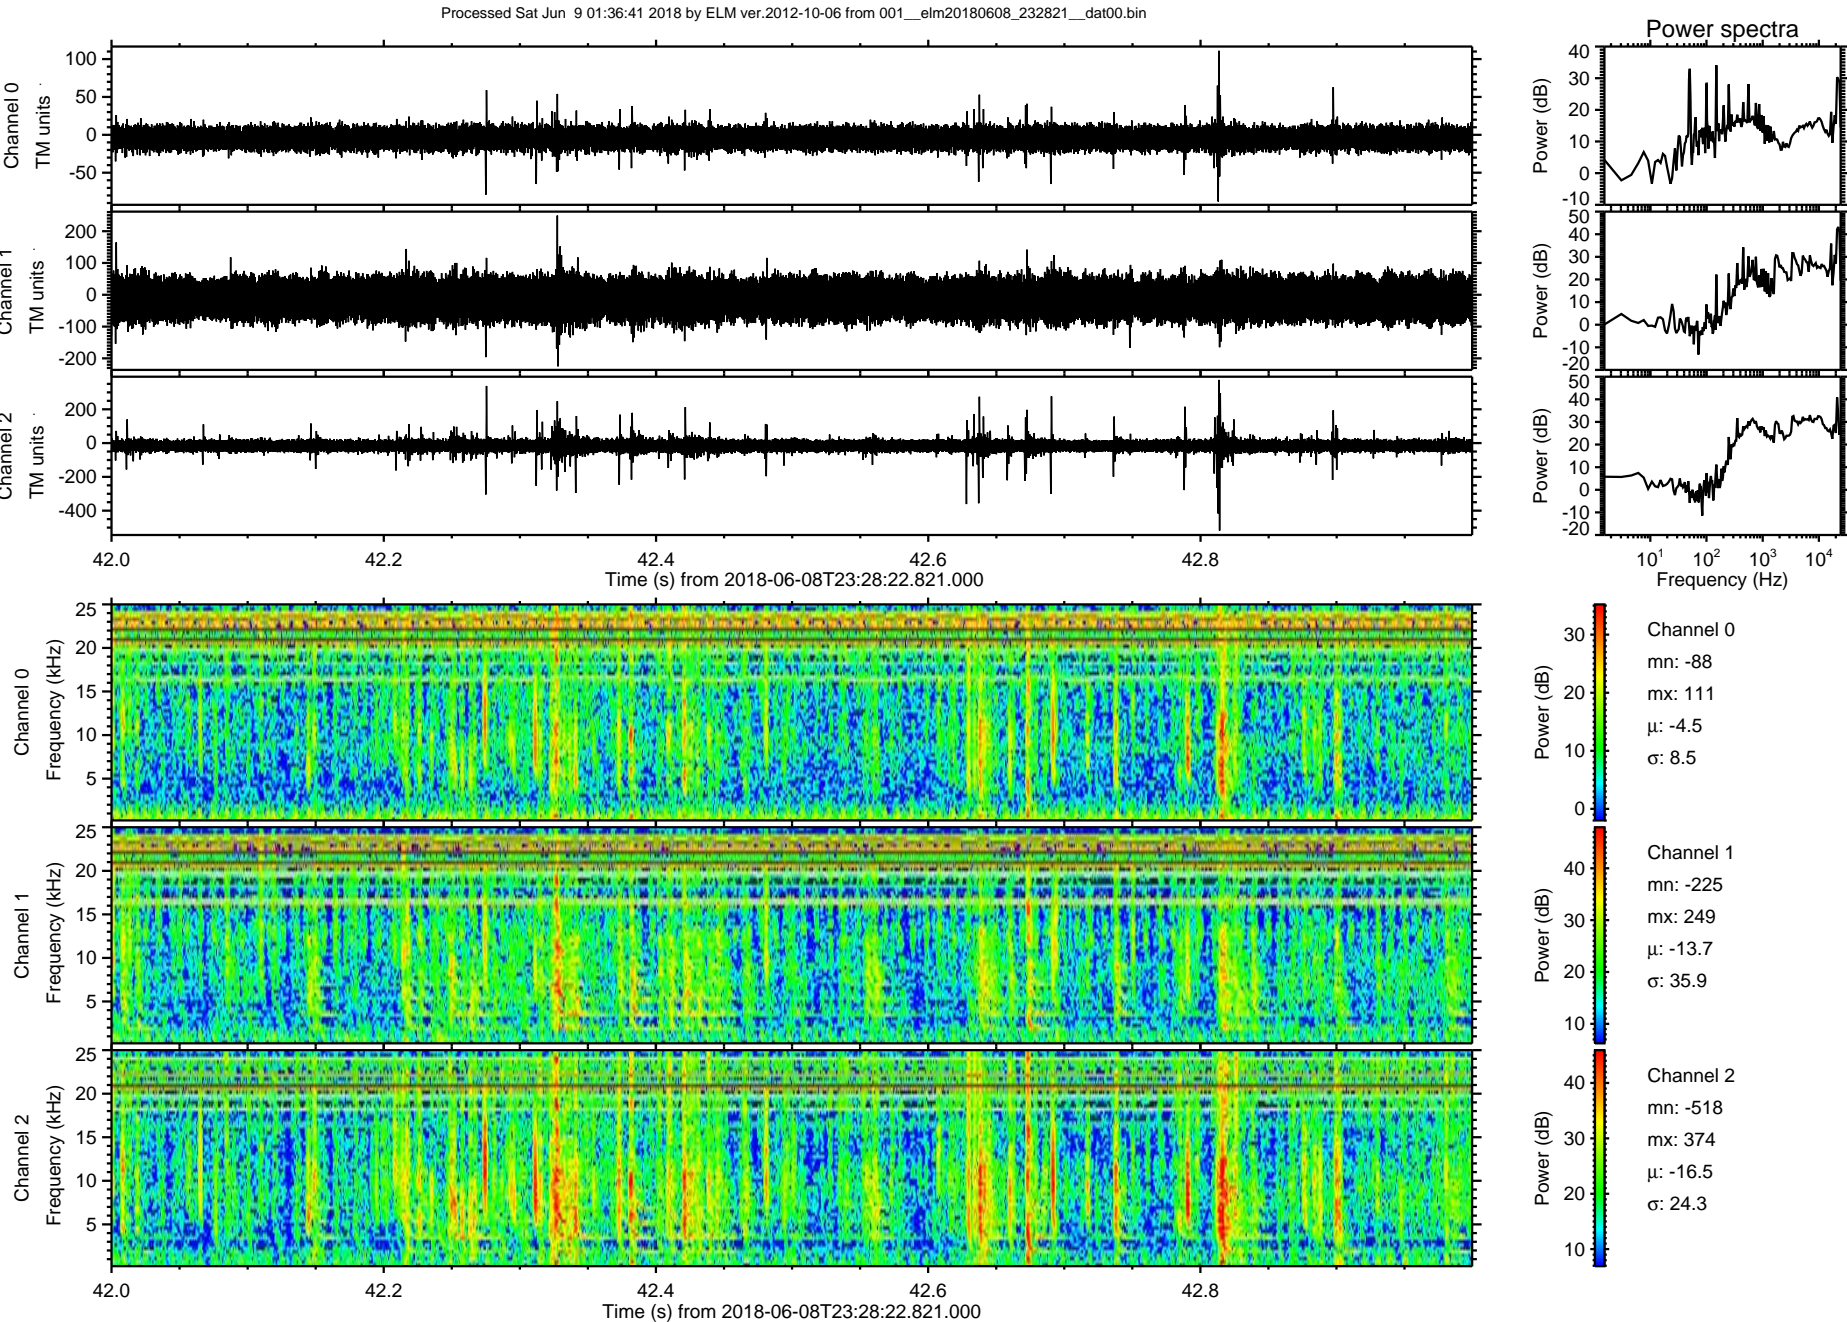 Processed Sat Jun  9 01:36:41 2018 by ELM ver.2012-10-06 from 001__elm20180608_232821__dat00.bin
Power spectra
Channel 0
TM units
100
50
0
-50
Power (dB)
40
30
20
10
0
-10
Channel 1
TM units
200
100
0
-100
-200
Power (dB)
50
40
30
20
10
0
-10
-20
Channel 2
TM units
200
0
-200
-400
Power (dB)
50
40
30
20
10
0
-10
-20
42.0 42.2 42.4 42.6 42.8
Time (s) from 2018-06-08T23:28:22.821.000
10¹ 10² 10³ 10⁴
Frequency (Hz)
Channel 0
Frequency (kHz)
25
20
15
10
5
Power (dB)
30
20
10
0
Channel 0
mn: -88
mx: 111
μ: -4.5
σ: 8.5
Channel 1
Frequency (kHz)
25
20
15
10
5
Power (dB)
40
30
20
10
Channel 1
mn: -225
mx: 249
μ: -13.7
σ: 35.9
Channel 2
Frequency (kHz)
25
20
15
10
5
Power (dB)
40
30
20
10
Channel 2
mn: -518
mx: 374
μ: -16.5
σ: 24.3
42.0 42.2 42.4 42.6 42.8
Time (s) from 2018-06-08T23:28:22.821.000